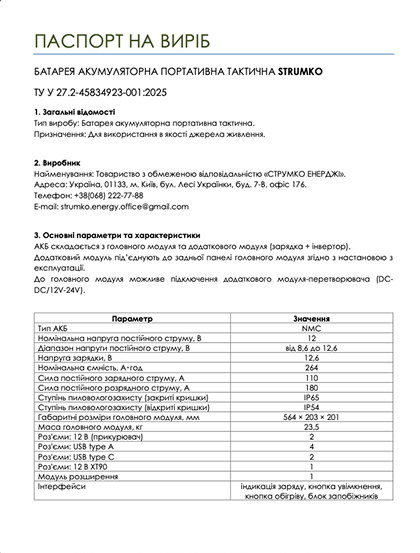 ПАСПОРТ НА ВИРІБ
БАТАРЕЯ АКУМУЛЯТОРНА ПОРТАТИВНА ТАКТИЧНА STRUMKO
ТУ У 27.2-45834923-001:2025
1. Загальні відомості
Тип виробу: Батарея акумуляторна портативна тактична.
Призначення: Для використання в якості джерела живлення.
2. Виробник
Найменування: Товариство з обмеженою відповідальністю «СТРУМКО ЕНЕРДЖІ».
Адреса: Україна, 01133, м. Київ, бул. Лесі Українки, буд. 7-В, офіс 176.
Телефон: +38(068) 222-77-88
E-mail: strumko.energy.office@gmail.com
3. Основні параметри та характеристики
АКБ складається з головного модуля та додаткового модуля (зарядка + інвертор).
Додатковий модуль під'єднують до задньої панелі головного модуля згідно з настановою з
експлуатації.
До головного модуля можливе підключення додаткового модуля-перетворювача (DC-
DC/12V-24V).
Параметр Значення
Тип АКБ NMC
Номінальна напруга постійного струму, В 12
Діапазон напруги постійного струму, В від 8,6 до 12,6
Напруга зарядки, В 12,6
Номінальна ємність, А·год 264
Сила постійного зарядного струму, А 110
Сила постійного розрядного струму, А 180
Ступінь пиловологозахисту (закриті кришки) IP65
Ступінь пиловологозахисту (відкриті кришки) IP54
Габаритні розміри головного модуля, мм 564 × 203 × 201
Маса головного модуля, кг 23,5
Роз'єми: 12 В (прикурювач) 2
Роз'єми: USB type A 4
Роз'єми: USB type C 2
Роз'єми: 12 В XT90 1
Модуль розширення 1
Інтерфейси індикація заряду, кнопка увімкнення,
кнопка обігріву, блок запобіжників